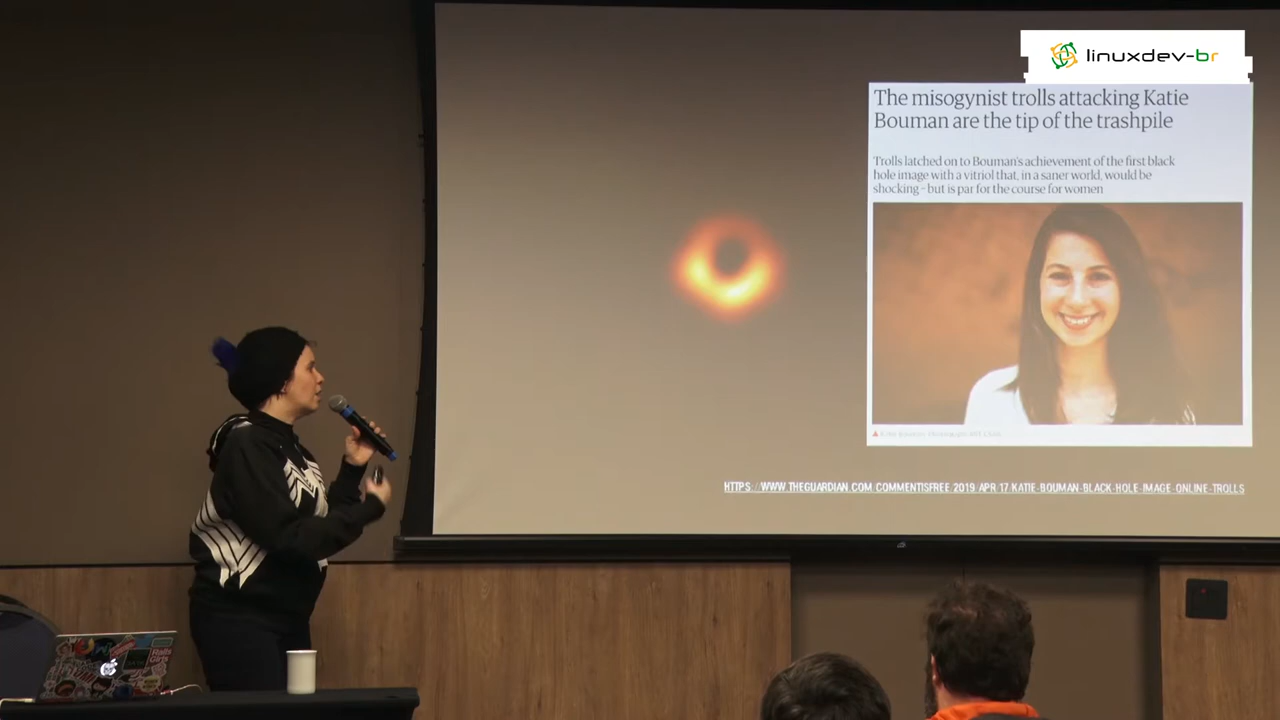 linuxdev-br
The misogynist trolls attacking Katie
Bouman are the tip of the trashpile
Trolls latched on to Bouman's achievement of the first black
hole image with a vitriol that, in a saner world, would be
shocking - but is par for the course for women
HTTPS://WWW.THEGUARDIAN.COM/COMMENTISFREE/2019/APR/17/KATIE-BOUMAN-BLACK-HOLE-IMAGE-ONLINE-TROLLS
Rails
Girls